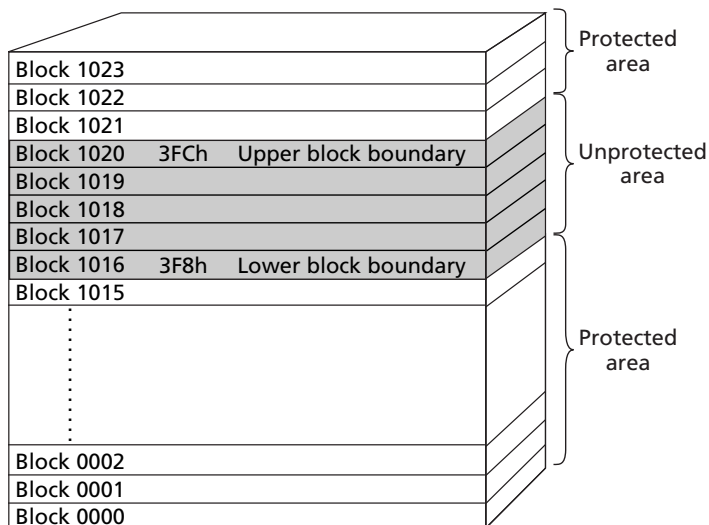 Protected
area
Block 1023
Block 1022
Block 1021
Block 1020 3FCh Upper block boundary
Unprotected
area
Block 1019
Block 1018
Block 1017
Block 1016 3F8h Lower block boundary
Block 1015
Protected
area
Block 0002
Block 0001
Block 0000